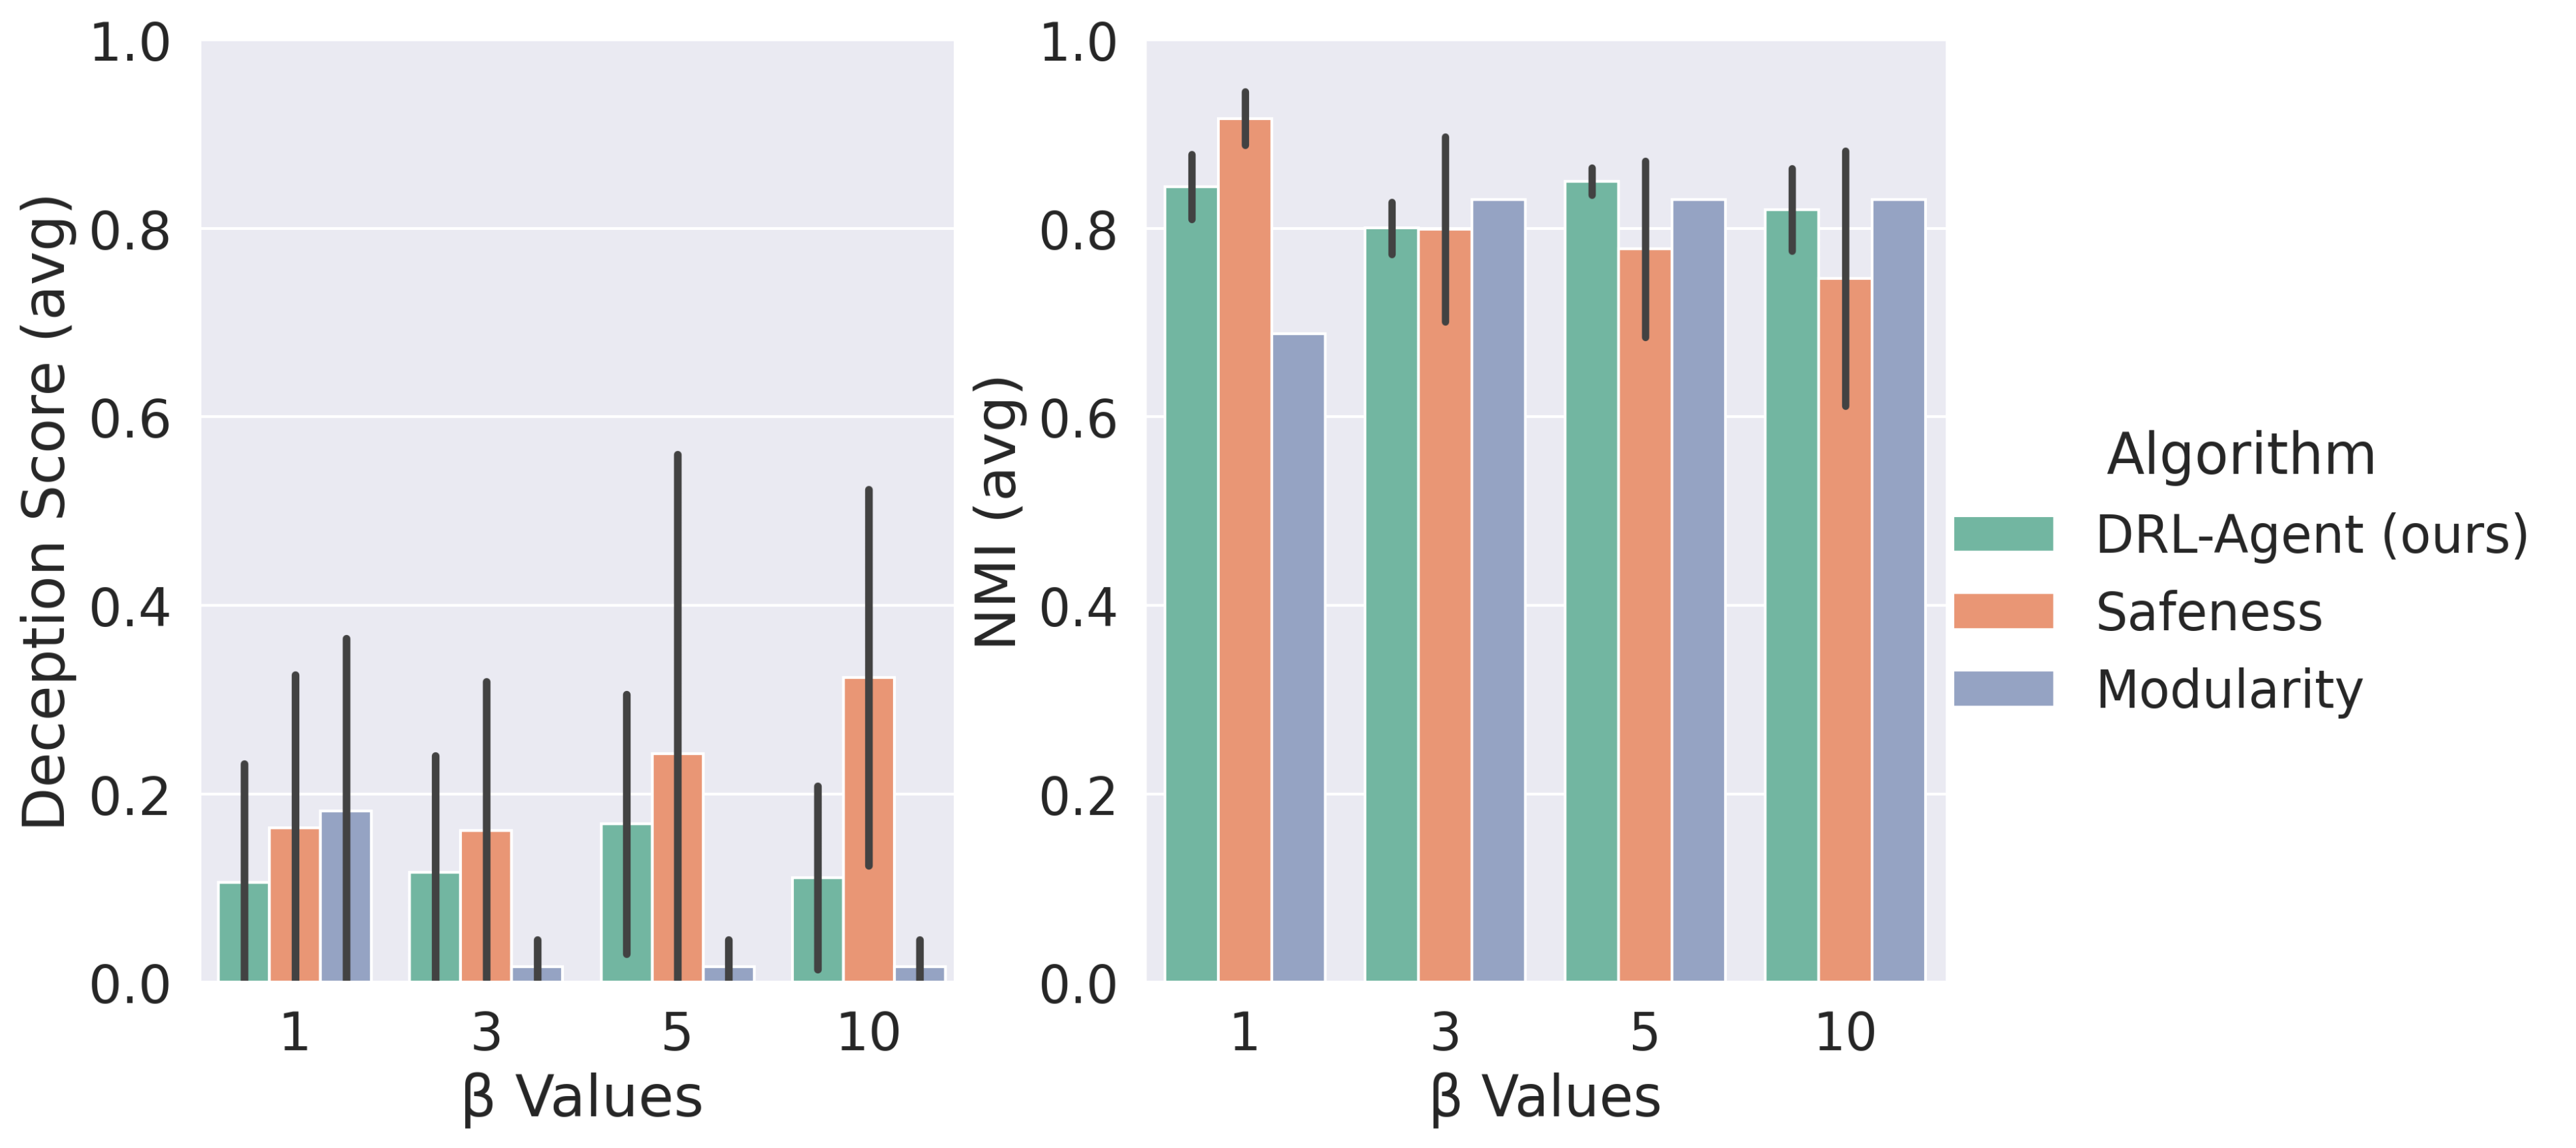 Deception Score (avg)
1.0
0.8
0.6
0.4
0.2
0.0
1 3 5 10
β Values
NMI (avg)
1.0
0.8
0.6
0.4
0.2
0.0
1 3 5 10
β Values
Algorithm
DRL-Agent (ours)
Safeness
Modularity